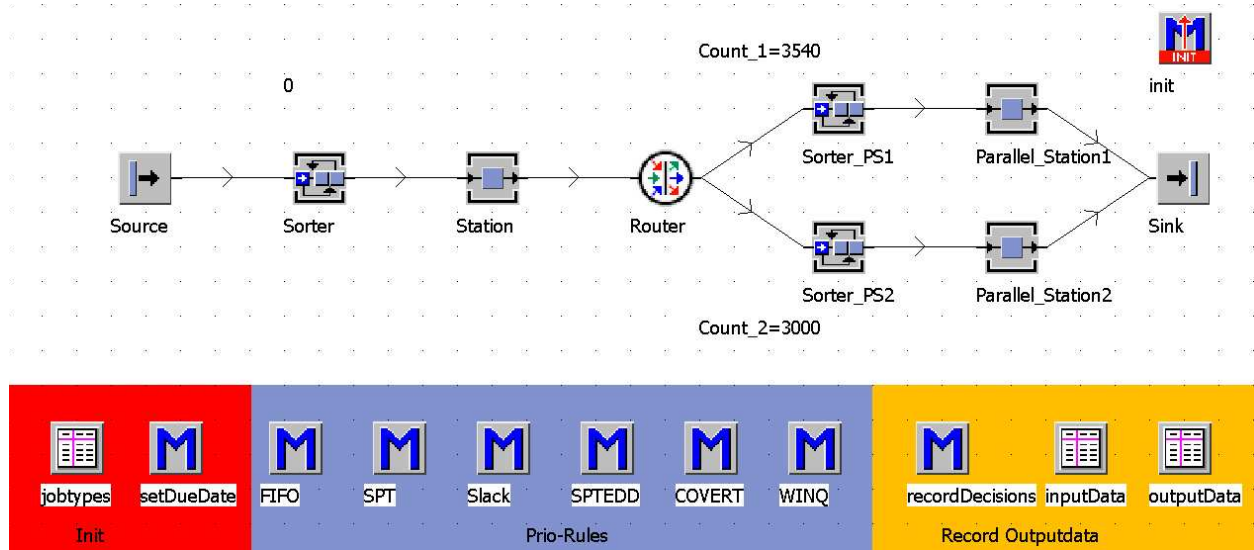 Count_1=3540
INIT
0
init
Sorter_PS1
Parallel_Station1
Source
Sorter
Station
Router
Sink
Sorter_PS2
Parallel_Station2
Count_2=3000
M M M M M M M M
jobtypes
setDueDate
FIFO
SPT
Slack
SPTEDD
COVERT
WINQ
recordDecisions
inputData
outputData
Init
Prio-Rules
Record Outputdata